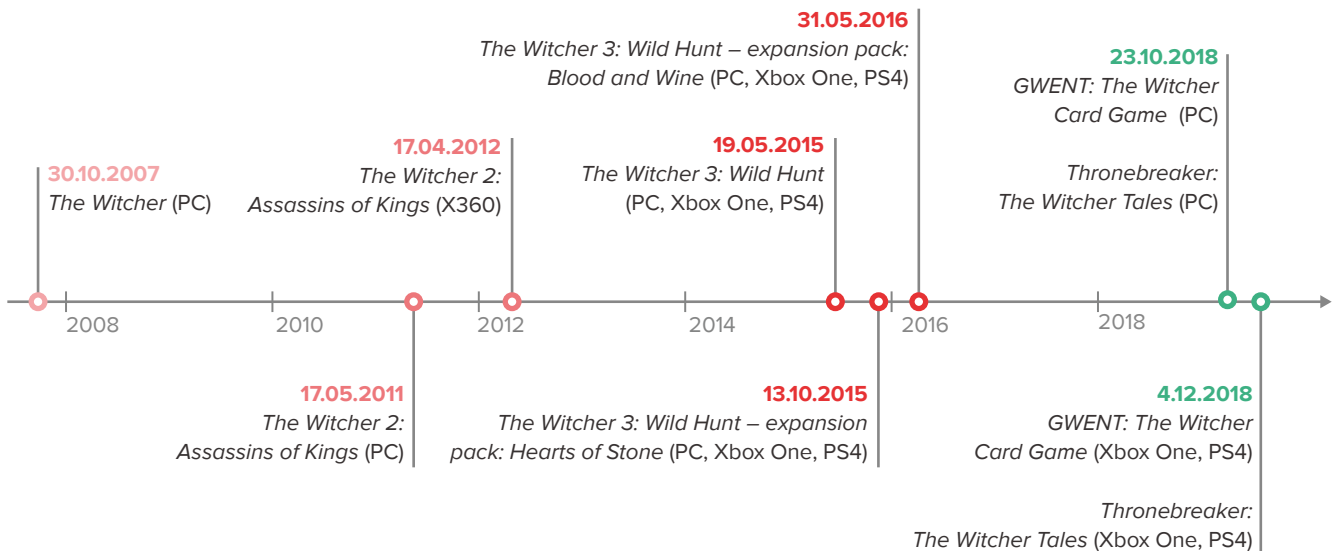 31.05.2016
The Witcher 3: Wild Hunt – expansion pack:
Blood and Wine (PC, Xbox One, PS4)
23.10.2018
GWENT: The Witcher
Card Game (PC)
Thronebreaker:
The Witcher Tales (PC)
17.04.2012
The Witcher 2:
Assassins of Kings (X360)
19.05.2015
The Witcher 3: Wild Hunt
(PC, Xbox One, PS4)
30.10.2007
The Witcher (PC)
2008
2010
2012
2014
2016
2018
17.05.2011
The Witcher 2:
Assassins of Kings (PC)
13.10.2015
The Witcher 3: Wild Hunt – expansion
pack: Hearts of Stone (PC, Xbox One, PS4)
4.12.2018
GWENT: The Witcher
Card Game (Xbox One, PS4)
Thronebreaker:
The Witcher Tales (Xbox One, PS4)